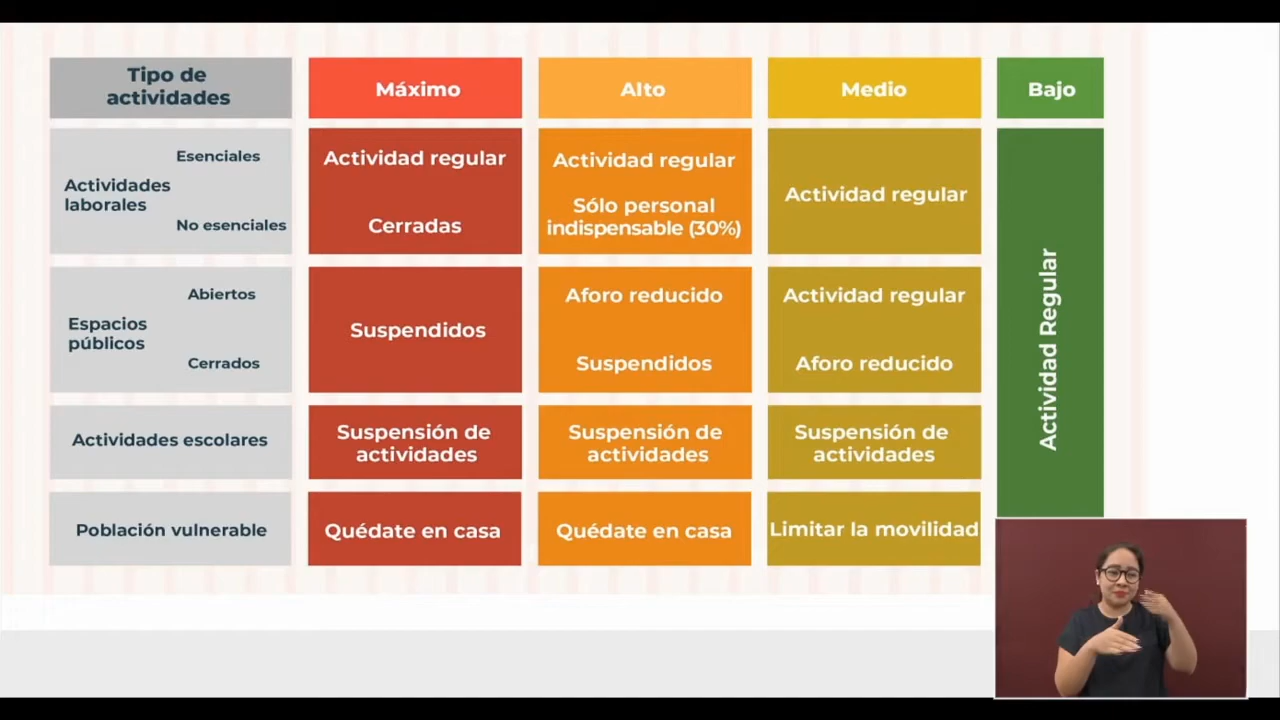 Tipo de
actividades
Máximo
Alto
Medio
Bajo
Actividades
laborales
Esenciales
No esenciales
Actividad regular
Cerradas
Actividad regular
Sólo personal
indispensable (30%)
Actividad regular
Actividad Regular
Espacios
públicos
Abiertos
Cerrados
Suspendidos
Aforo reducido
Suspendidos
Actividad regular
Aforo reducido
Actividades escolares
Suspensión de
actividades
Suspensión de
actividades
Suspensión de
actividades
Población vulnerable
Quédate en casa
Quédate en casa
Limitar la movilidad